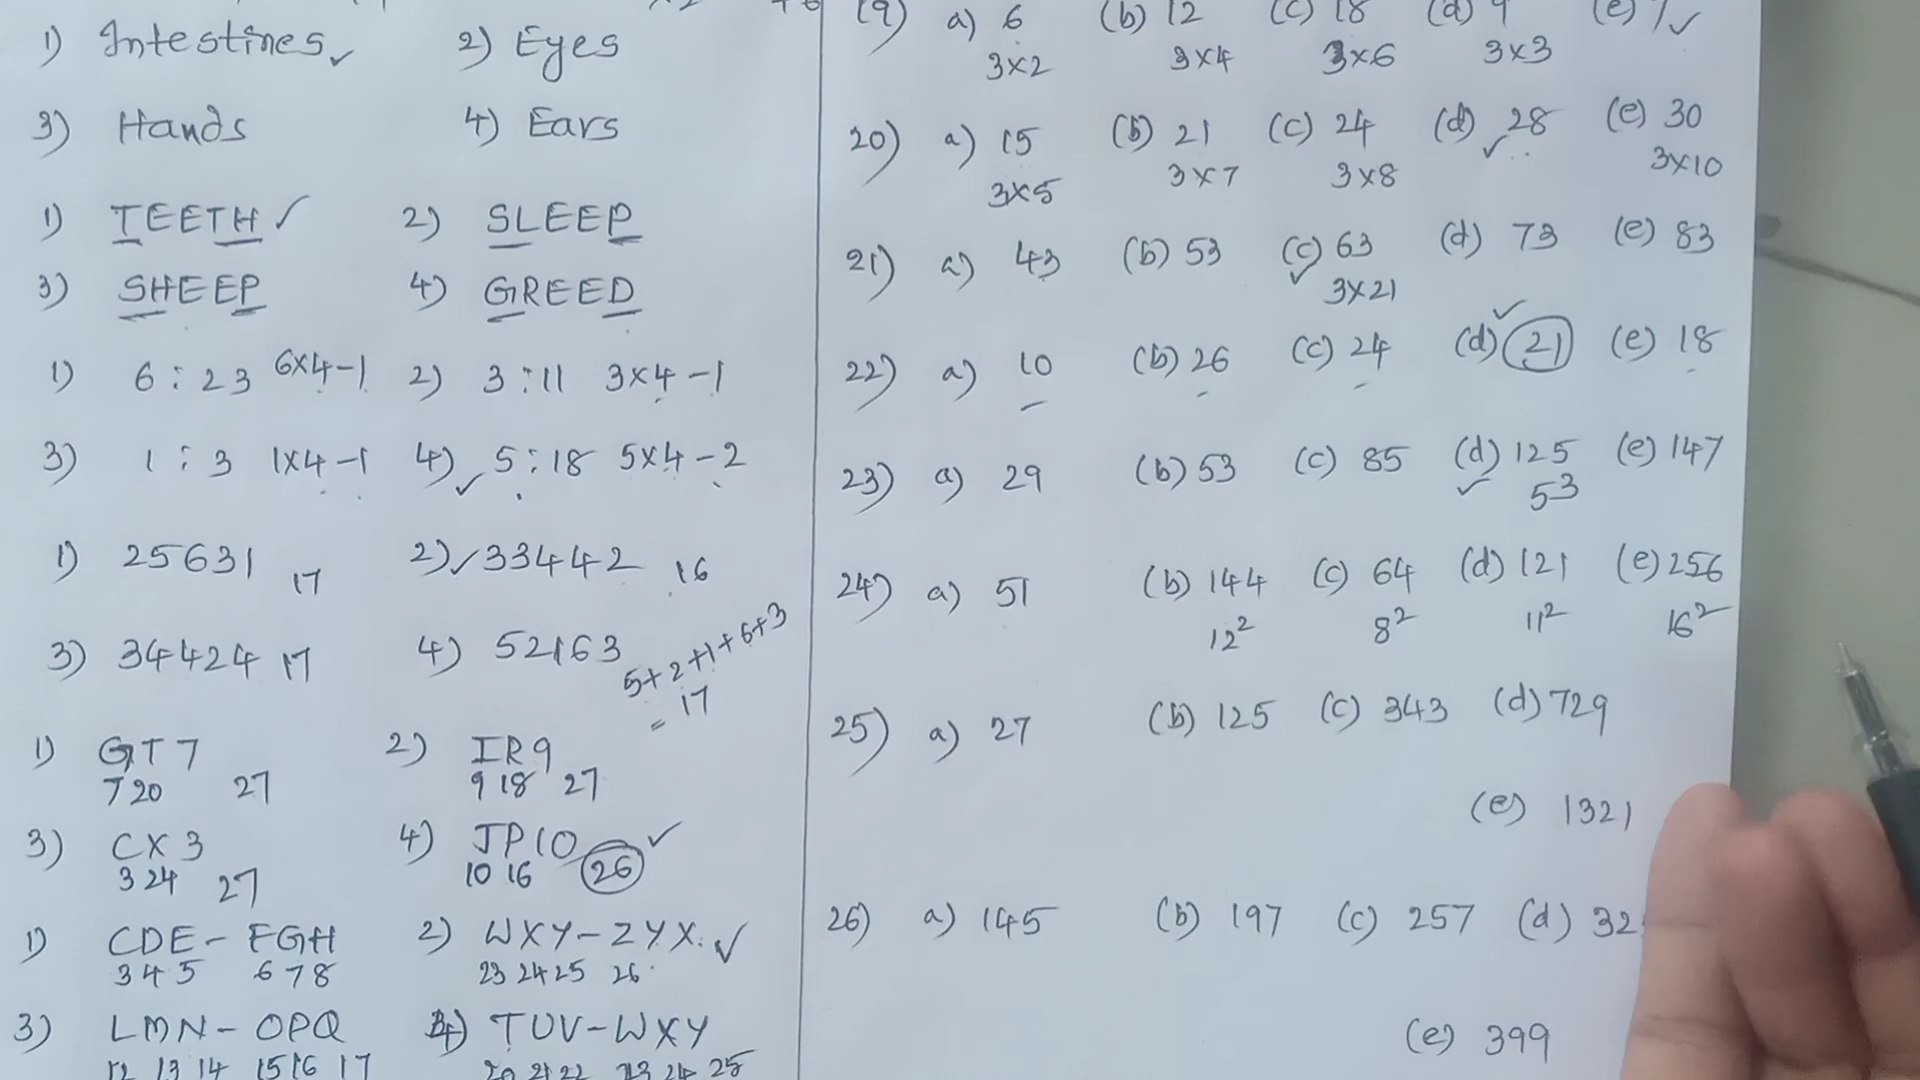 1) Intestines ✓ 2) Eyes
3) Hands 4) Ears
1) TEETH ✓ 2) SLEEP
3) SHEEP 4) GREED
1) 6:23 6x4-1 2) 3:11 3x4-1
3) 1:3 1x4-1 4) ✓ 5:18 5x4-2
1) 25631 17 2) ✓ 33442 16
3) 34424 17 4) 52163
5+2+1+6+3
= 17
1) GT7 2) IR9
7 20 27 9 18 27
3) CX3 4) JP10 ✓
3 24 27 10 16 26
1) CDE-FGH 2) WXY-ZYX. ✓
3 4 5 6 7 8 23 24 25 26
3) LMN-OPQ 4) TUV-WXY
12 13 14 15 16 17 20 21 22 23 24 25
19) a) 6 (b) 12 (c) 18 (d) 9 (e) 7 ✓
3x2 3x4 3x6 3x3
20) a) 15 (b) 21 (c) 24 (d) ✓ 28 (e) 30
3x5 3x7 3x8 3x10
21) a) 43 (b) 53 (c) ✓ 63 (d) 73 (e) 83
3x21
22) a) 10 (b) 26 (c) 24 (d) ✓ 21 (e) 18
23) a) 29 (b) 53 (c) 85 (d) ✓ 125 (e) 147
5³
24) a) 51 (b) 144 (c) 64 (d) 121 (e) 256
12² 8² 11² 16²
25) a) 27 (b) 125 (c) 343 (d) 729
(e) 1321
26) a) 145 (b) 197 (c) 257 (d) 32
(e) 399